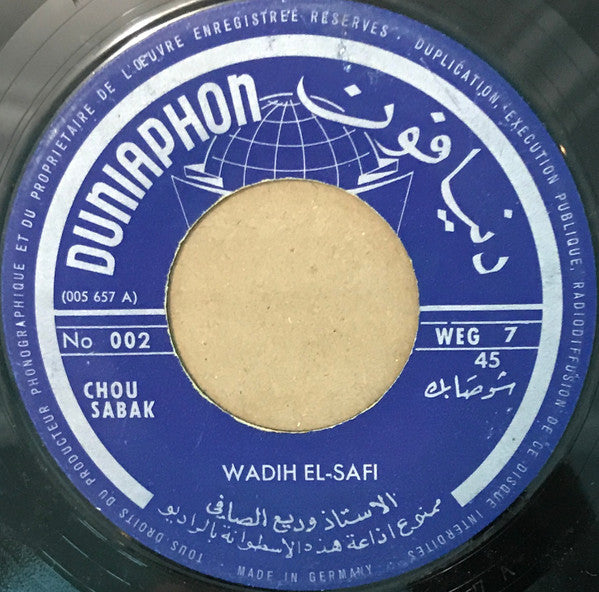 TOUS DROITS DU PRODUCTEUR PHONOGRAPHIQUE ET DU PROPRIETAIRE DE L'ŒUVRE ENREGISTREE RESERVES. DUPLICATION, EXECUTION PUBLIQUE, RADIODIFFUSION DE CE DISQUE INTERDITES
DUNIAPHON
دنيا فون
(005 657 A)
No 002
WEG 7
45
CHOU
SABAK
شو صابك
WADIH EL-SAFI
الاستاذ وديع الصافي
ممنوع اذاعة هذه الاسطوانة بالراديو
MADE IN GERMANY